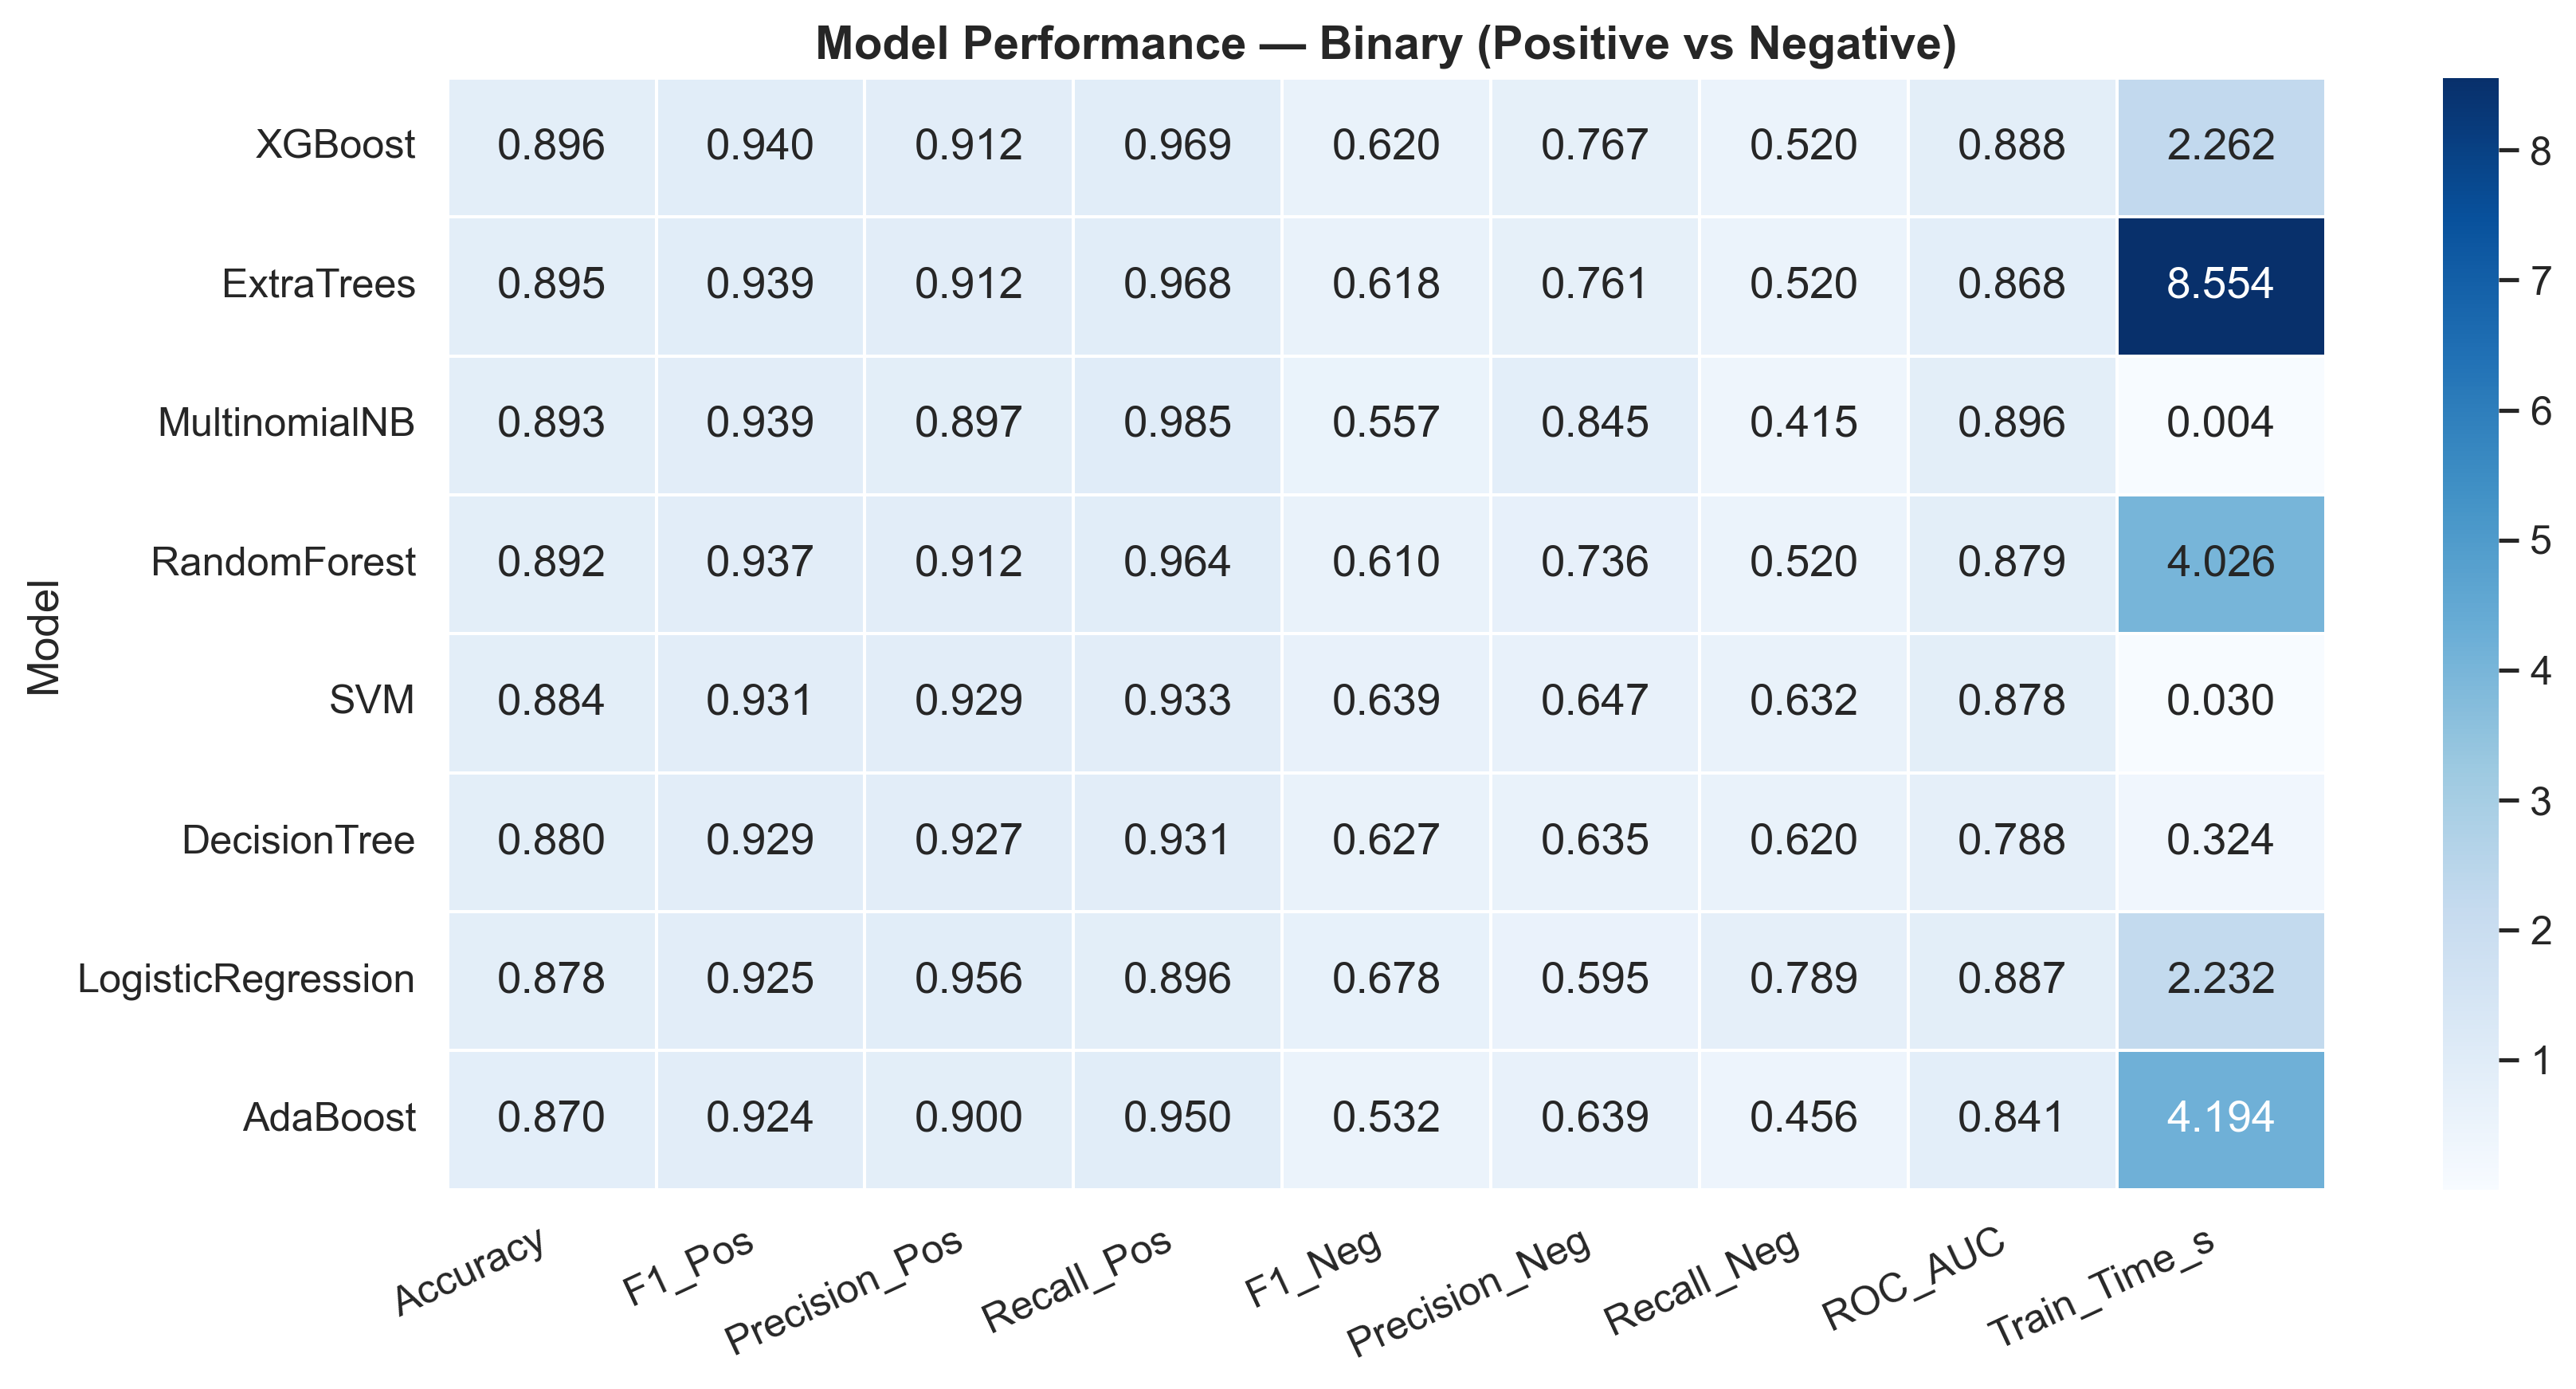 Model Performance — Binary (Positive vs Negative)
Model
XGBoost 0.896 0.940 0.912 0.969 0.620 0.767 0.520 0.888 2.262
ExtraTrees 0.895 0.939 0.912 0.968 0.618 0.761 0.520 0.868 8.554
MultinomialNB 0.893 0.939 0.897 0.985 0.557 0.845 0.415 0.896 0.004
RandomForest 0.892 0.937 0.912 0.964 0.610 0.736 0.520 0.879 4.026
SVM 0.884 0.931 0.929 0.933 0.639 0.647 0.632 0.878 0.030
DecisionTree 0.880 0.929 0.927 0.931 0.627 0.635 0.620 0.788 0.324
LogisticRegression 0.878 0.925 0.956 0.896 0.678 0.595 0.789 0.887 2.232
AdaBoost 0.870 0.924 0.900 0.950 0.532 0.639 0.456 0.841 4.194
Accuracy F1_Pos Precision_Pos Recall_Pos F1_Neg Precision_Neg Recall_Neg ROC_AUC Train_Time_s
8
7
6
5
4
3
2
1